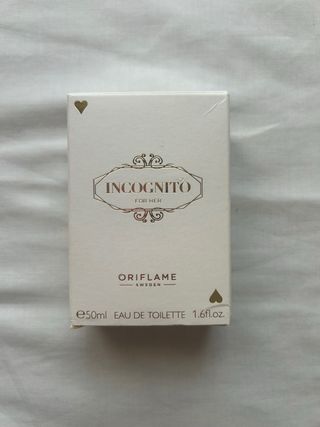 INCOGNITO
FOR HER
ORIFLAME
SWEDEN
℮50ml EAU DE TOILETTE 1.6fl.oz.